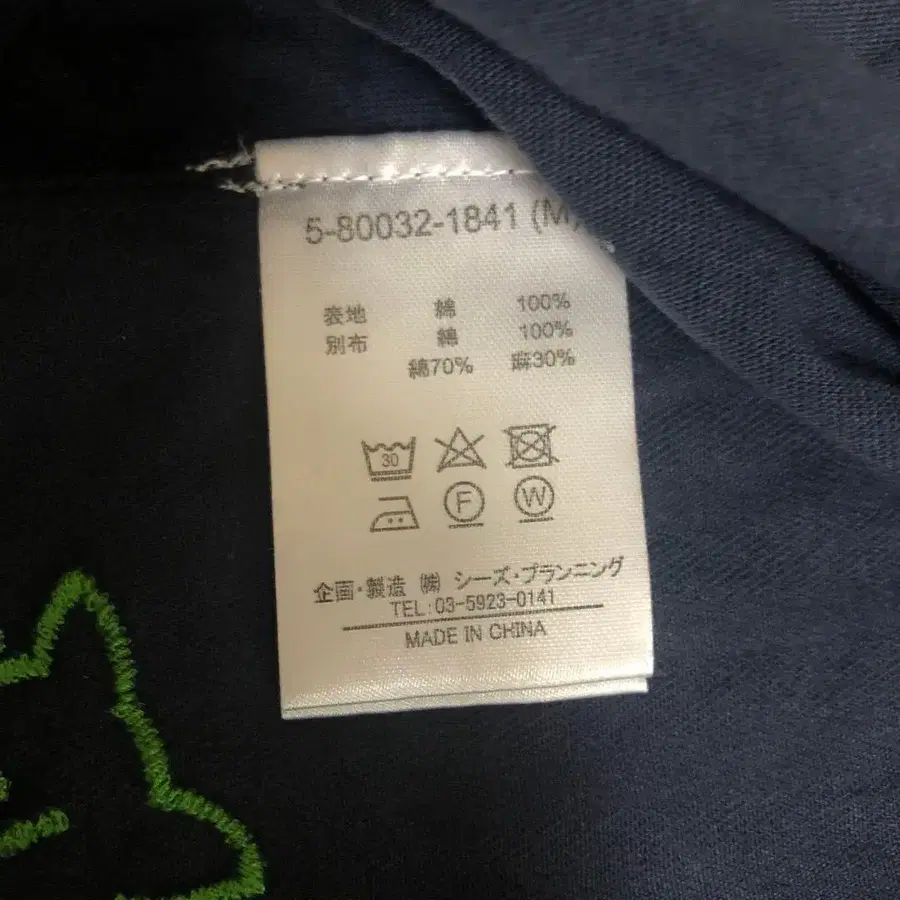 5-80032-1841 (M)
表地 綿 100%
別布 綿 100%
綿70% 麻30%
30
F W
企画・製造 ㈱ シーズ・プランニング
TEL:03-5923-0141
MADE IN CHINA